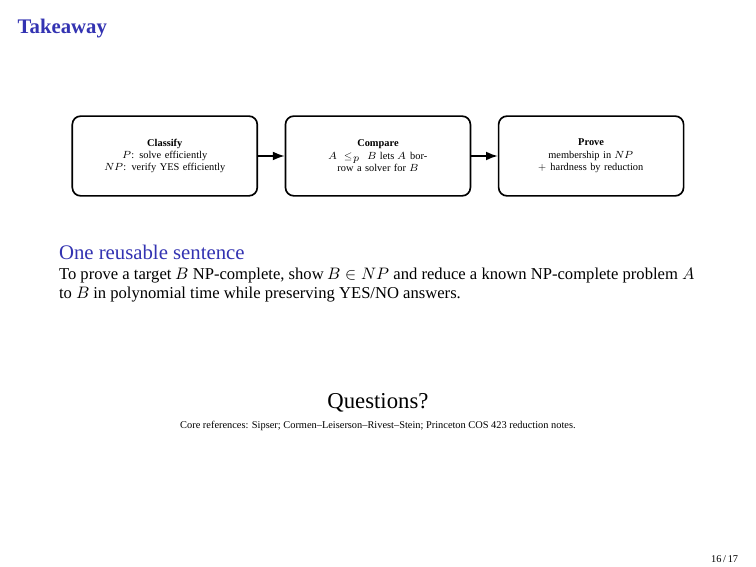 Takeaway
Classify
P: solve efficiently
NP: verify YES efficiently
Compare
A ≤p B lets A bor-
row a solver for B
Prove
membership in NP
+ hardness by reduction
One reusable sentence
To prove a target B NP-complete, show B ∈ NP and reduce a known NP-complete problem A
to B in polynomial time while preserving YES/NO answers.
Questions?
Core references: Sipser; Cormen–Leiserson–Rivest–Stein; Princeton COS 423 reduction notes.
16 / 17